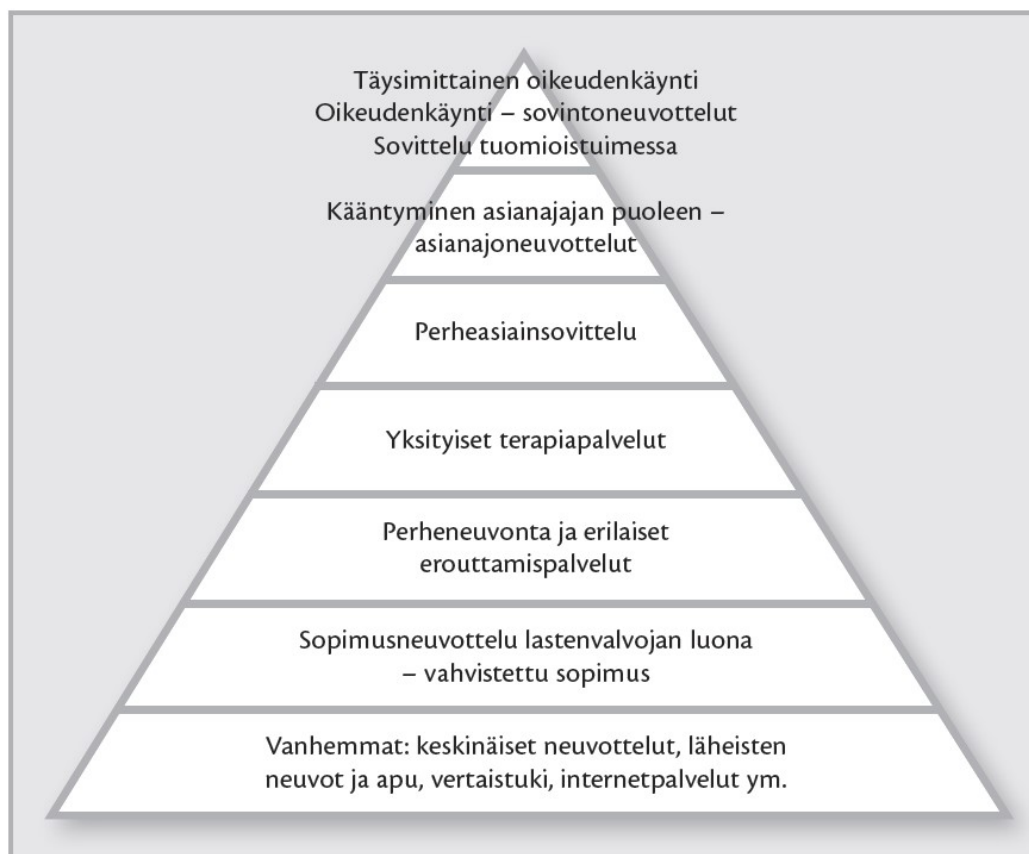 Täysimittainen oikeudenkäynti
Oikeudenkäynti – sovintoneuvottelut
Sovittelu tuomioistuimessa
Kääntyminen asianajajan puoleen –
asianajoneuvottelut
Perheasiainsovittelu
Yksityiset terapiapalvelut
Perheneuvonta ja erilaiset
erouttamispalvelut
Sopimusneuvottelu lastenvalvojan luona
– vahvistettu sopimus
Vanhemmat: keskinäiset neuvottelut, läheisten
neuvot ja apu, vertaistuki, internetpalvelut ym.